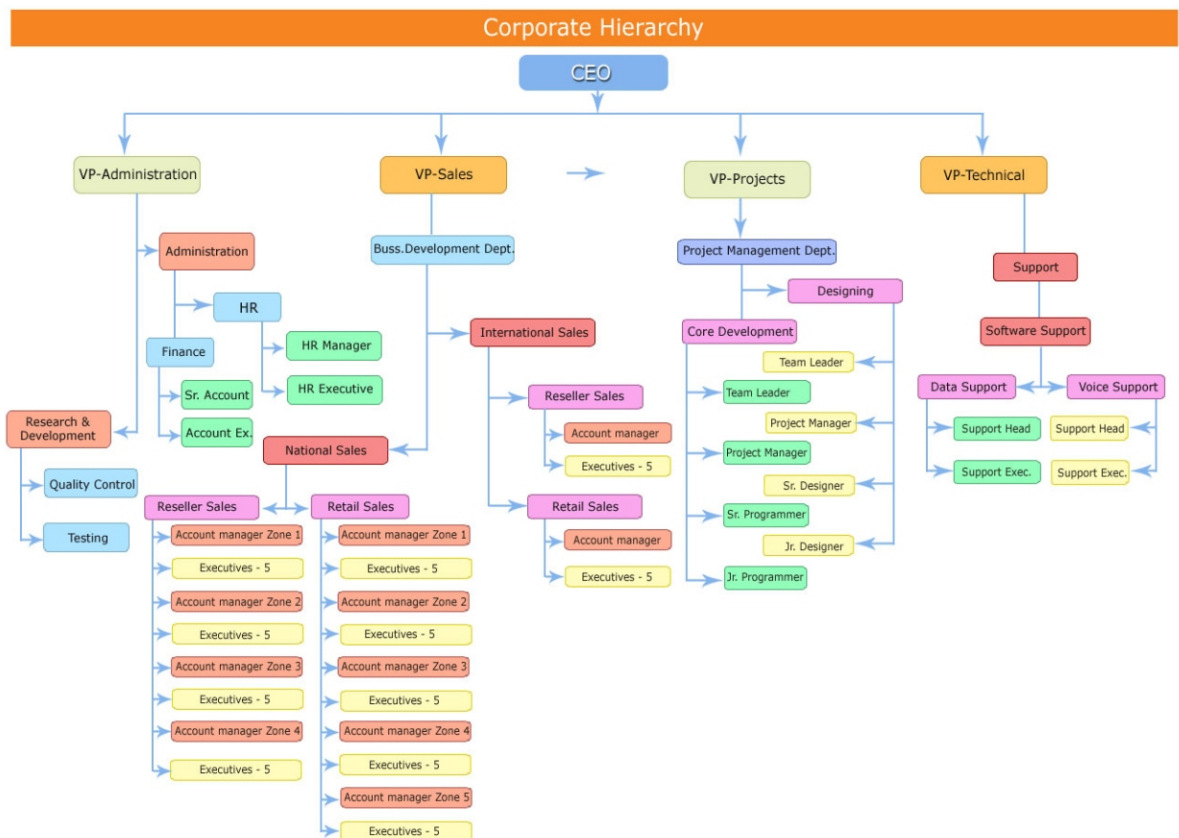 Corporate Hierarchy
CEO
VP-Administration
VP-Sales
VP-Projects
VP-Technical
Administration
HR
HR Manager
HR Executive
Finance
Sr. Account
Account Ex.
Research &
Development
Quality Control
Testing
Buss.Development Dept.
International Sales
Reseller Sales
Account manager
Executives - 5
Retail Sales
Account manager
Executives - 5
National Sales
Reseller Sales
Account manager Zone 1
Executives - 5
Account manager Zone 2
Executives - 5
Account manager Zone 3
Executives - 5
Account manager Zone 4
Executives - 5
Retail Sales
Account manager Zone 1
Executives - 5
Account manager Zone 2
Executives - 5
Account manager Zone 3
Executives - 5
Account manager Zone 4
Executives - 5
Account manager Zone 5
Executives - 5
Project Management Dept.
Designing
Team Leader
Project Manager
Sr. Designer
Jr. Designer
Core Development
Team Leader
Project Manager
Sr. Programmer
Jr. Programmer
Support
Software Support
Data Support
Support Head
Support Exec.
Voice Support
Support Head
Support Exec.